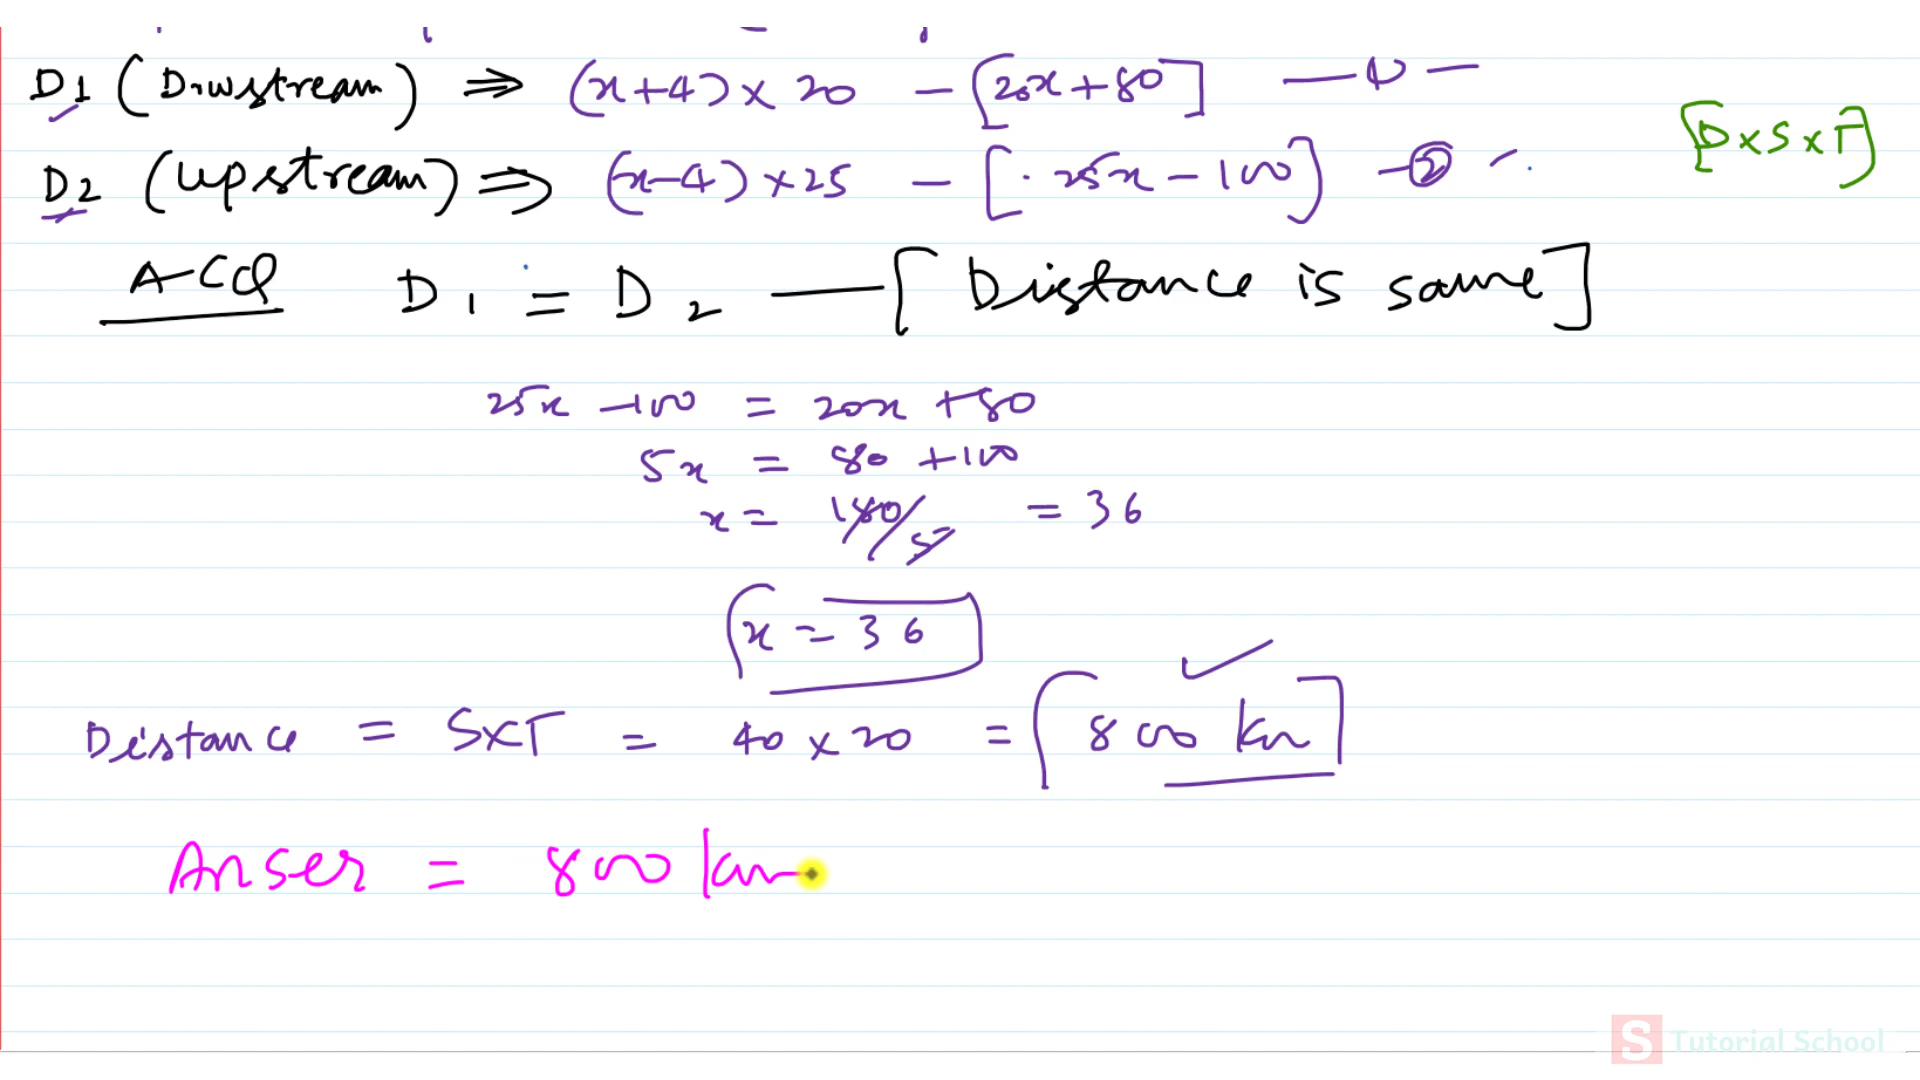 D1 (Downstream) ⇒ (x+4) × 20 - [20x+80] — 1 —
[D×S×T]
D2 (Upstream) ⇒ (x-4) × 25 - [25x-100] - ②
ACQ D1 = D2 — [Distance is same]
25x - 100 = 20x + 80
5x = 80 + 100
x = 180/5 = 36
x = 36
Distance = S×T = 40 × 20 = [800 km]
Anser = 800 km
S Tutorial School